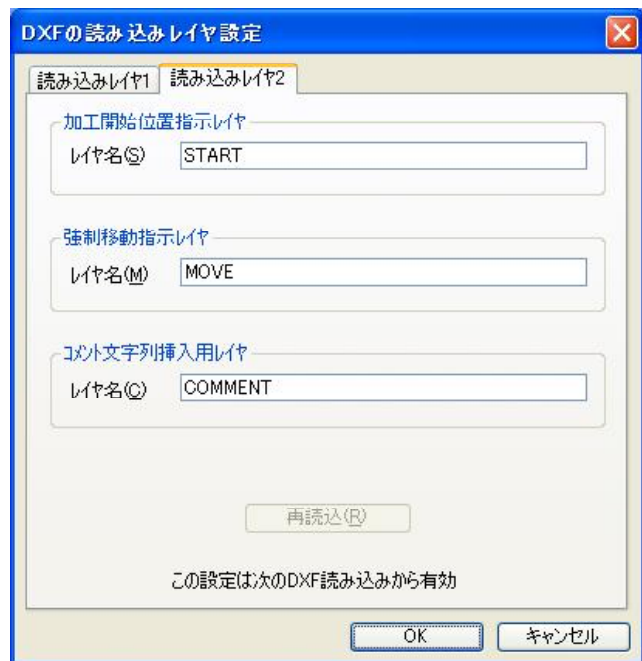 DXFの読み込みレイヤ設定
読み込みレイヤ1 読み込みレイヤ2
加工開始位置指示レイヤ
レイヤ名(S) START
強制移動指示レイヤ
レイヤ名(M) MOVE
コメント文字列挿入用レイヤ
レイヤ名(C) COMMENT
再読込(R)
この設定は次のDXF読み込みから有効
OK キャンセル